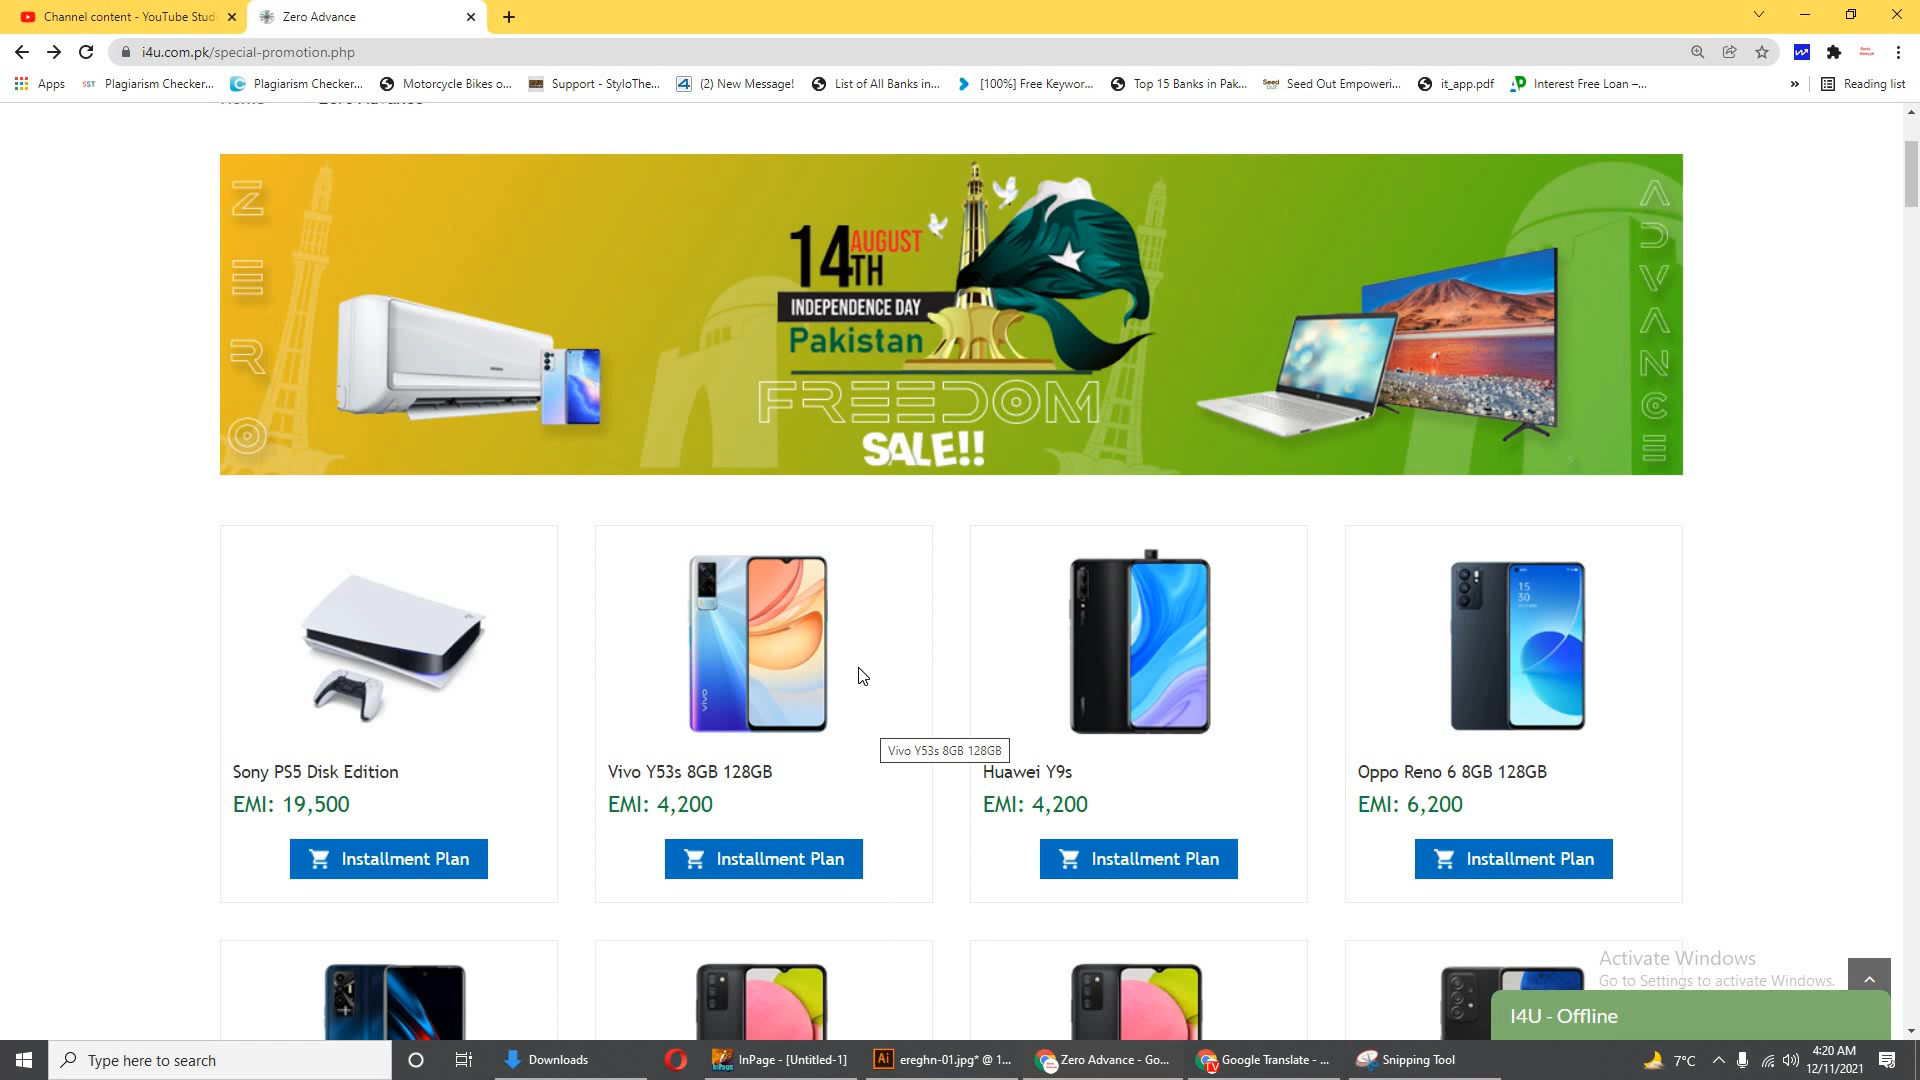 Channel content - YouTube Stud
Zero Advance
i4u.com.pk/special-promotion.php
Apps
SST Plagiarism Checker...
Plagiarism Checker...
Motorcycle Bikes o...
Support - StyloThe...
(2) New Message!
List of All Banks in...
[100%] Free Keywor...
Top 15 Banks in Pak...
Seed Out Empoweri...
it_app.pdf
Interest Free Loan –...
Reading list
Home Zero Advance
ZERO
14TH AUGUST
INDEPENDENCE DAY
Pakistan
FREEDOM
SALE!!
ADVANCE
Sony PS5 Disk Edition
EMI: 19,500
Installment Plan
Vivo Y53s 8GB 128GB
EMI: 4,200
Installment Plan
Vivo Y53s 8GB 128GB
Huawei Y9s
EMI: 4,200
Installment Plan
Oppo Reno 6 8GB 128GB
EMI: 6,200
Installment Plan
Activate Windows
Go to Settings to activate Windows.
I4U - Offline
Type here to search
Downloads
InPage - [Untitled-1]
ereghn-01.jpg* @ 1...
Zero Advance - Go...
Google Translate - ...
Snipping Tool
7°C
4:20 AM
12/11/2021